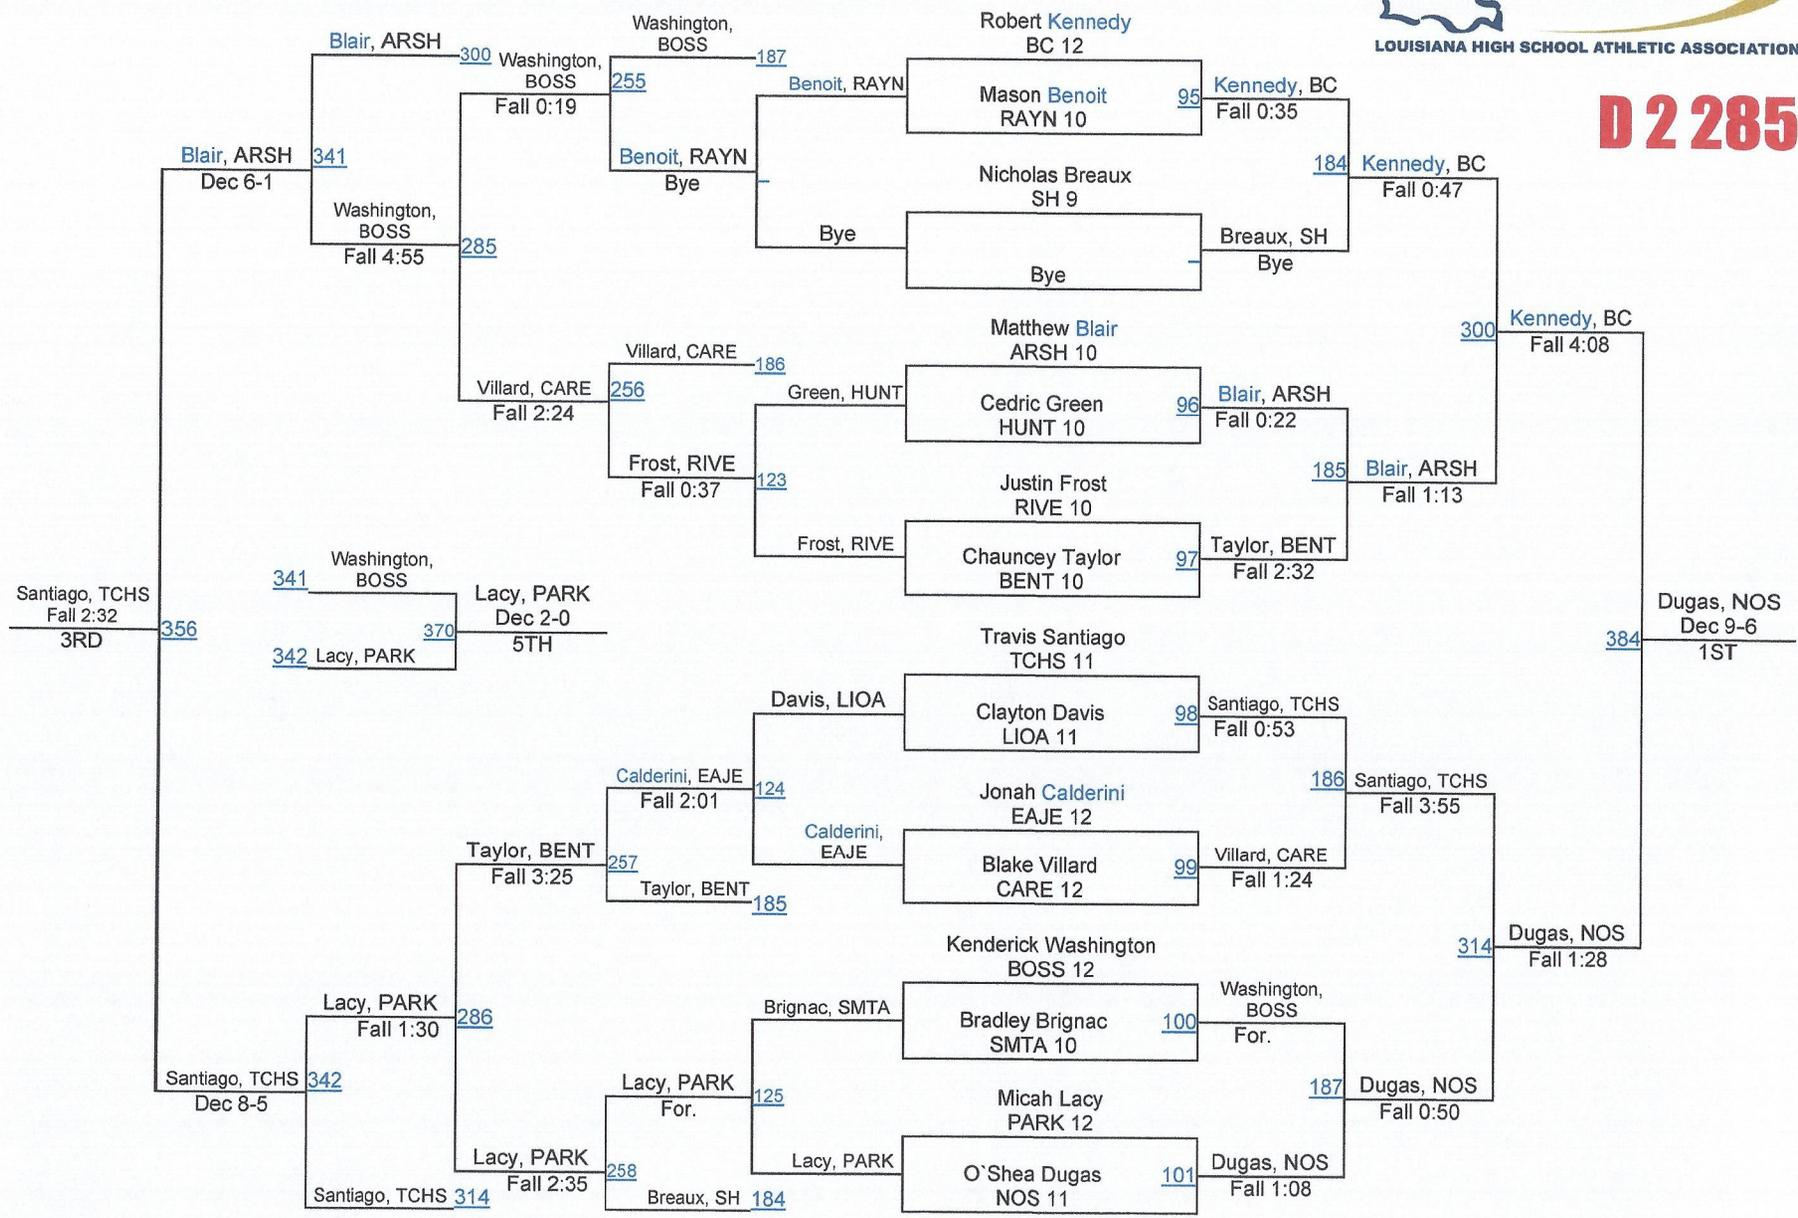 LOUISIANA HIGH SCHOOL ATHLETIC ASSOCIATION
D 2 285
Blair, ARSH
300
Washington,
BOSS
Fall 0:19
Washington,
BOSS
187
255
Benoit, RAYN
Robert Kennedy
BC 12
Mason Benoit
RAYN 10
95
Kennedy, BC
Fall 0:35
Blair, ARSH
Dec 6-1
341
Benoit, RAYN
Bye
Nicholas Breaux
SH 9
184
Kennedy, BC
Fall 0:47
Washington,
BOSS
Fall 4:55
285
Bye
Bye
Breaux, SH
Bye
Matthew Blair
ARSH 10
300
Kennedy, BC
Fall 4:08
Villard, CARE
186
Villard, CARE
Fall 2:24
256
Green, HUNT
Cedric Green
HUNT 10
96
Blair, ARSH
Fall 0:22
Frost, RIVE
Fall 0:37
123
Justin Frost
RIVE 10
185
Blair, ARSH
Fall 1:13
Frost, RIVE
Chauncey Taylor
BENT 10
97
Taylor, BENT
Fall 2:32
Washington,
BOSS
341
Santiago, TCHS
Fall 2:32
3RD
356
342
Lacy, PARK
370
Lacy, PARK
Dec 2-0
5TH
Travis Santiago
TCHS 11
384
Dugas, NOS
Dec 9-6
1ST
Davis, LIOA
Clayton Davis
LIOA 11
98
Santiago, TCHS
Fall 0:53
Calderini, EAJE
Fall 2:01
124
Jonah Calderini
EAJE 12
186
Santiago, TCHS
Fall 3:55
Calderini,
EAJE
Taylor, BENT
Fall 3:25
257
Blake Villard
CARE 12
99
Villard, CARE
Fall 1:24
Taylor, BENT
185
Kenderick Washington
BOSS 12
314
Dugas, NOS
Fall 1:28
Lacy, PARK
Fall 1:30
286
Brignac, SMTA
Bradley Brignac
SMTA 10
100
Washington,
BOSS
For.
Santiago, TCHS
Dec 8-5
342
Lacy, PARK
For.
125
Micah Lacy
PARK 12
187
Dugas, NOS
Fall 0:50
Lacy, PARK
Fall 2:35
258
Lacy, PARK
O`Shea Dugas
NOS 11
101
Dugas, NOS
Fall 1:08
Santiago, TCHS
314
Breaux, SH
184